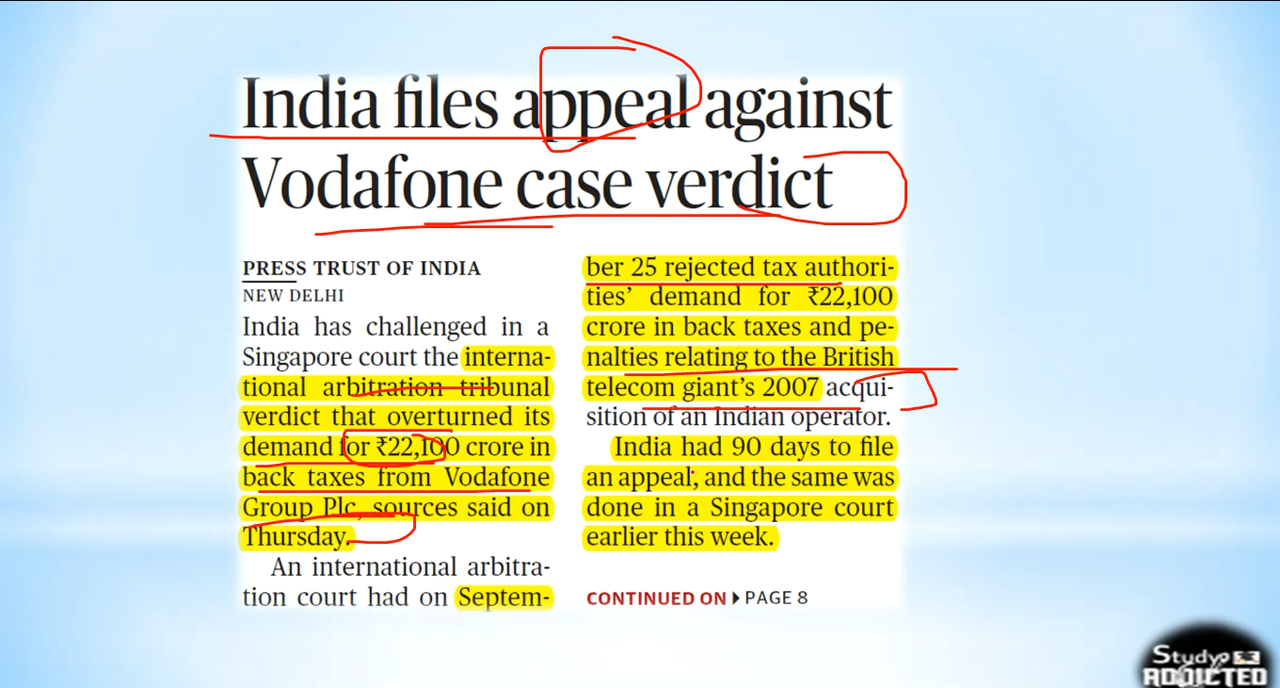 India files appeal against
Vodafone case verdict
PRESS TRUST OF INDIA
NEW DELHI
India has challenged in a
Singapore court the interna-
tional arbitration tribunal
verdict that overturned its
demand for ₹22,100 crore in
back taxes from Vodafone
Group Plc, sources said on
Thursday.
An international arbitra-
tion court had on Septem-
ber 25 rejected tax authori-
ties’ demand for ₹22,100
crore in back taxes and pe-
nalties relating to the British
telecom giant’s 2007 acqui-
sition of an Indian operator.
India had 90 days to file
an appeal, and the same was
done in a Singapore court
earlier this week.
CONTINUED ON PAGE 8
Study
ADDICTED